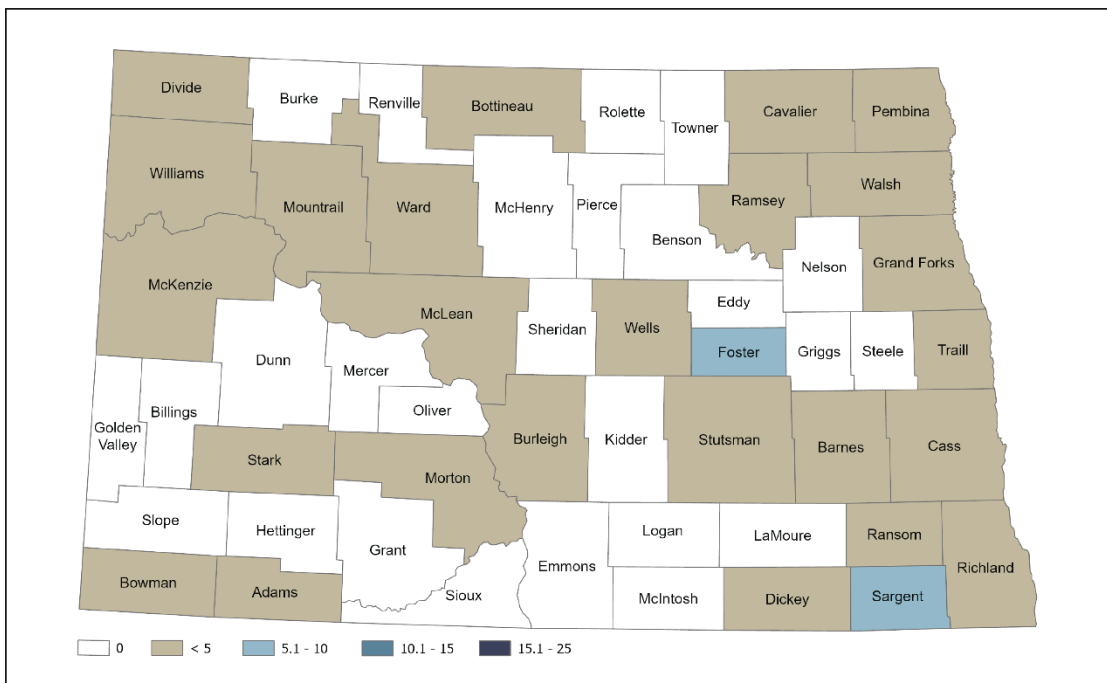 Divide
Burke
Renville
Bottineau
Rolette
Towner
Cavalier
Pembina
Williams
Mountrail
Ward
McHenry
Pierce
Benson
Ramsey
Walsh
Nelson
Grand Forks
McKenzie
McLean
Sheridan
Wells
Eddy
Foster
Griggs
Steele
Traill
Dunn
Mercer
Oliver
Golden
Valley
Billings
Stark
Morton
Burleigh
Kidder
Stutsman
Barnes
Cass
Slope
Hettinger
Grant
Sioux
Emmons
Logan
LaMoure
Ransom
Richland
Bowman
Adams
McIntosh
Dickey
Sargent
0 < 5 5.1 - 10 10.1 - 15 15.1 - 25